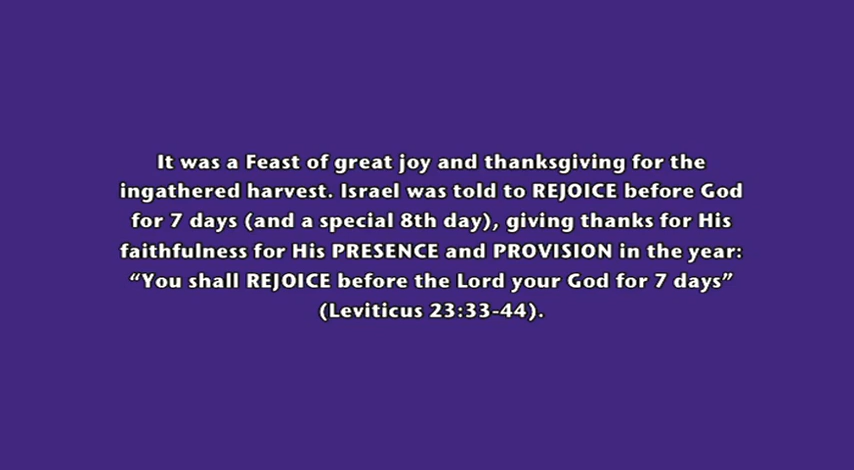 It was a Feast of great joy and thanksgiving for the
ingathered harvest. Israel was told to REJOICE before God
for 7 days (and a special 8th day), giving thanks for His
faithfulness for His PRESENCE and PROVISION in the year:
“You shall REJOICE before the Lord your God for 7 days”
(Leviticus 23:33-44).